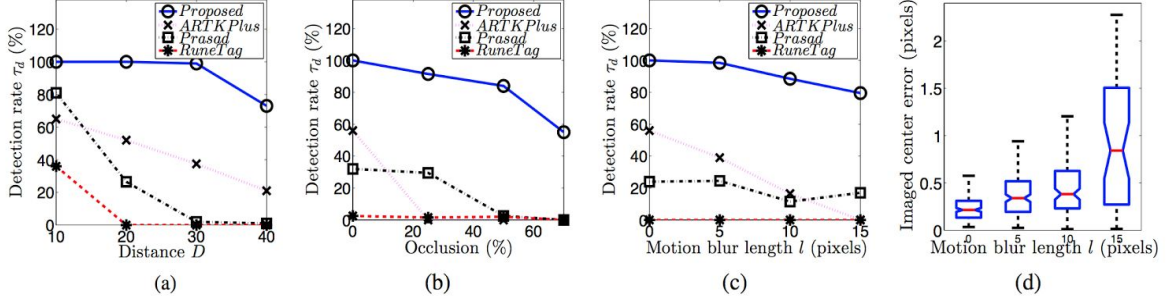 Detection rate τd (%)
120
100
80
60
40
20
0
10 20 30 40
Distance D
Proposed
ARTKPlus
Prasad
RuneTag
(a)
Detection rate τd (%)
120
100
80
60
40
20
0
0 20 40 60
Occlusion (%)
Proposed
ARTKPlus
Prasad
RuneTag
(b)
Detection rate τd (%)
120
100
80
60
40
20
0
0 5 10 15
Motion blur length l (pixels)
Proposed
ARTKPlus
Prasad
RuneTag
(c)
Imaged center error (pixels)
2
1.5
1
0.5
0
0 5 10 15
Motion blur length l (pixels)
(d)